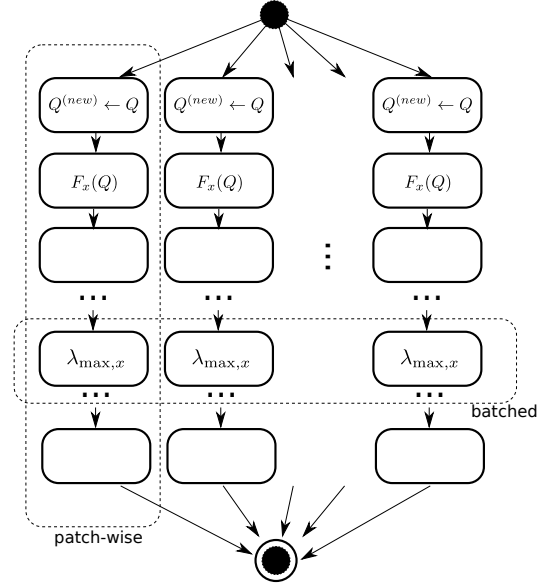 Q^(new) ← Q Q^(new) ← Q Q^(new) ← Q
F_x(Q) F_x(Q) F_x(Q)
λ_max,x λ_max,x λ_max,x
batched
patch-wise